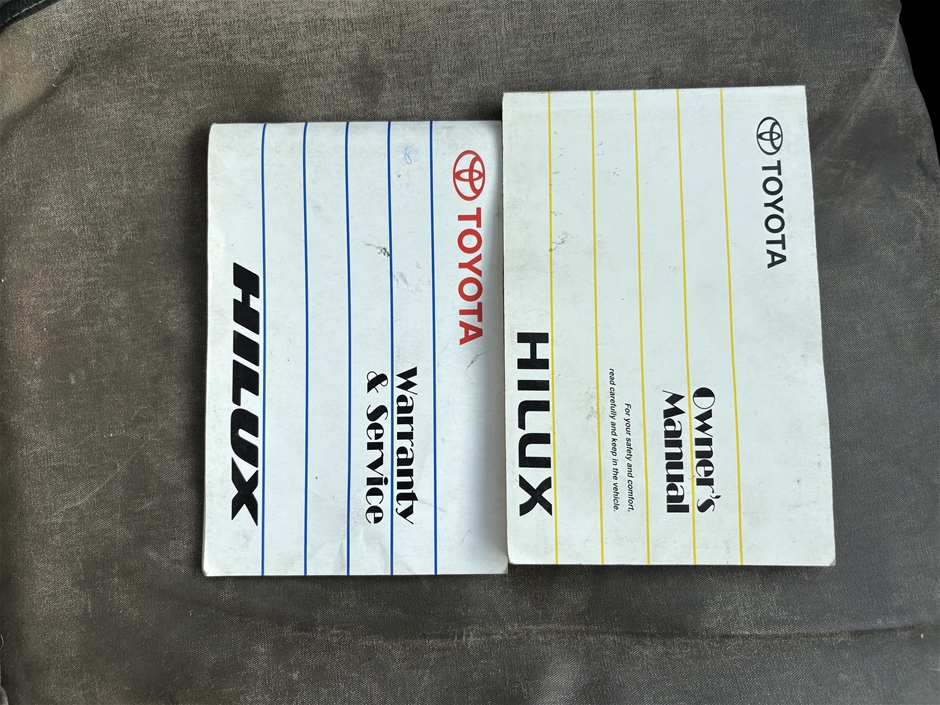 TOYOTA
Warranty
& Service
HILUX
TOYOTA
Owner's
Manual
For your safety and comfort,
read carefully and keep in the vehicle.
HILUX